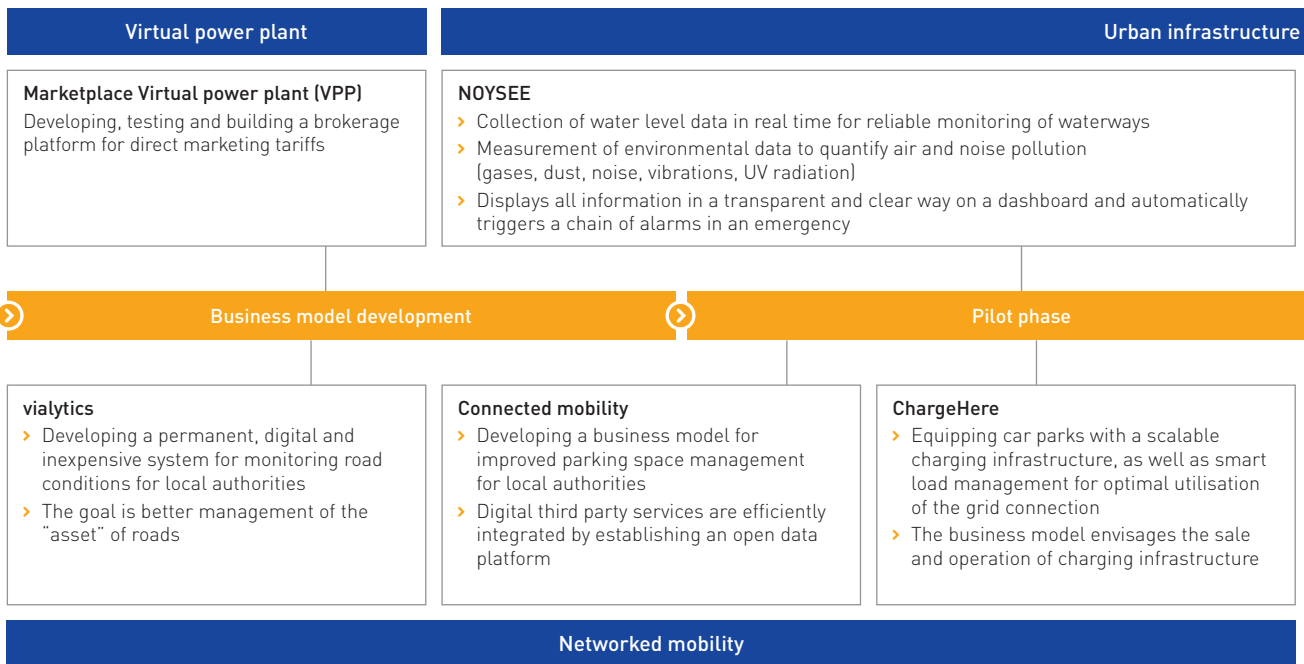 Virtual power plant
Urban infrastructure
Marketplace Virtual power plant (VPP)
Developing, testing and building a brokerage
platform for direct marketing tariffs
NOYSEE
› Collection of water level data in real time for reliable monitoring of waterways
› Measurement of environmental data to quantify air and noise pollution
(gases, dust, noise, vibrations, UV radiation)
› Displays all information in a transparent and clear way on a dashboard and automatically
triggers a chain of alarms in an emergency
Business model development
Pilot phase
vialytics
› Developing a permanent, digital and
inexpensive system for monitoring road
conditions for local authorities
› The goal is better management of the
"asset" of roads
Connected mobility
› Developing a business model for
improved parking space management
for local authorities
› Digital third party services are efficiently
integrated by establishing an open data
platform
ChargeHere
› Equipping car parks with a scalable
charging infrastructure, as well as smart
load management for optimal utilisation
of the grid connection
› The business model envisages the sale
and operation of charging infrastructure
Networked mobility